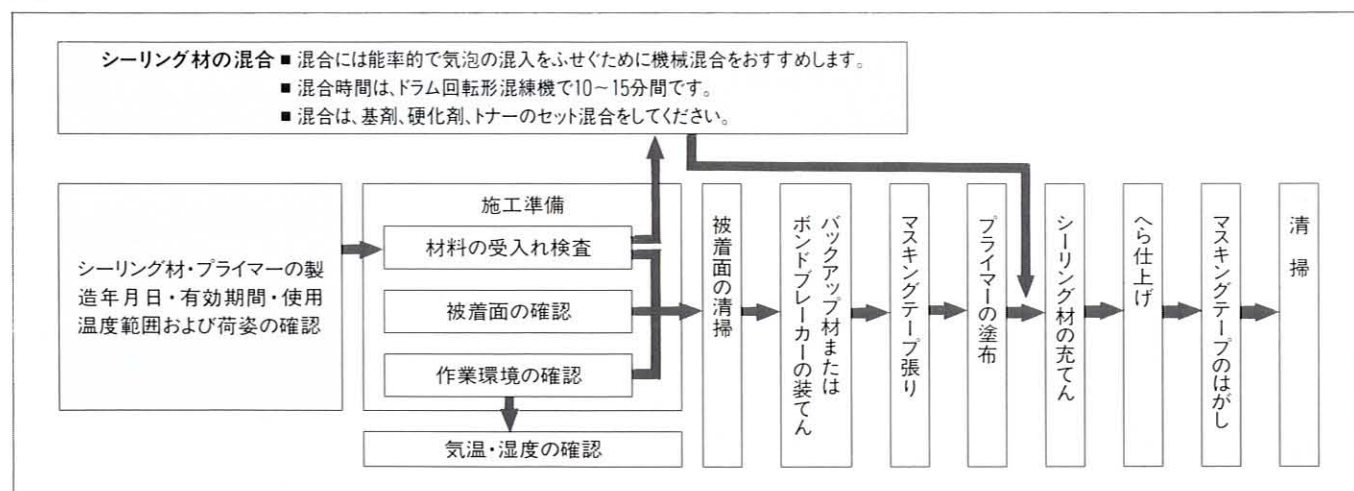 シーリング材の混合 ■ 混合には能率的で気泡の混入をふせぐために機械混合をおすすめします。
■ 混合時間は、ドラム回転形混練機で10～15分間です。
■ 混合は、基剤、硬化剤、トナーのセット混合をしてください。
シーリング材・プライマーの製
造年月日・有効期間・使用
温度範囲および荷姿の確認
施工準備
材料の受入れ検査
被着面の確認
作業環境の確認
気温・湿度の確認
被着面の清掃
バックアップ材または
ボンドブレーカーの装てん
マスキングテープ張り
プライマーの塗布
シーリング材の充てん
へら仕上げ
マスキングテープのはがし
清掃